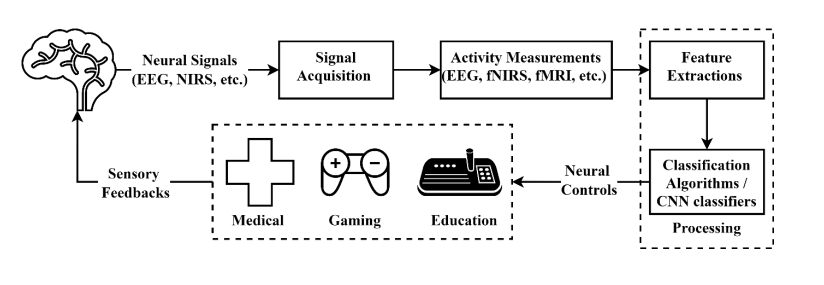 Neural Signals
(EEG, NIRS, etc.)
Signal
Acquisition
Activity Measurements
(EEG, fNIRS, fMRI, etc.)
Feature
Extractions
Classification
Algorithms /
CNN classifiers
Processing
Neural
Controls
Medical
Gaming
Education
Sensory
Feedbacks